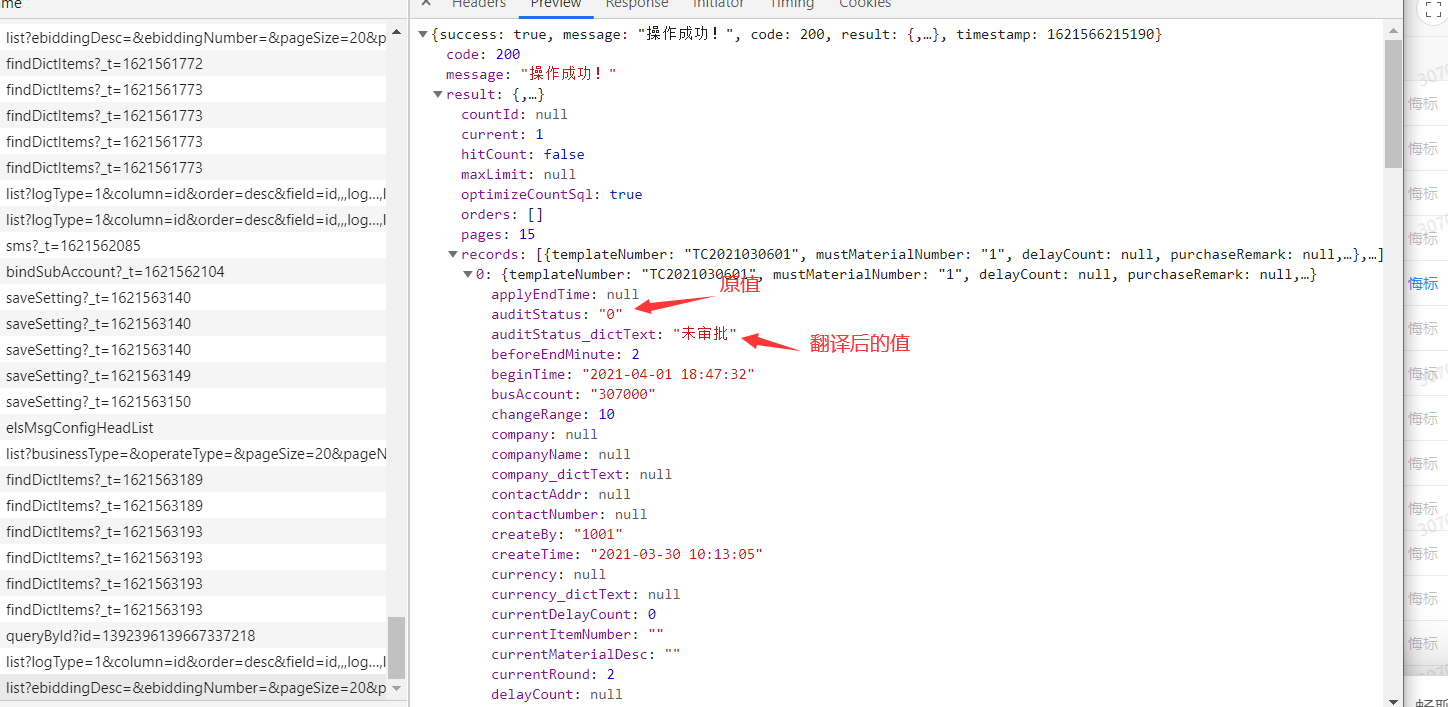 me
list?ebiddingDesc=&ebiddingNumber=&pageSize=20&p
findDictItems?_t=1621561772
findDictItems?_t=1621561773
findDictItems?_t=1621561773
findDictItems?_t=1621561773
findDictItems?_t=1621561773
list?logType=1&column=id&order=desc&field=id,,,log...,l
list?logType=1&column=id&order=desc&field=id,,,log...,l
sms?_t=1621562085
bindSubAccount?_t=1621562104
saveSetting?_t=1621563140
saveSetting?_t=1621563140
saveSetting?_t=1621563140
saveSetting?_t=1621563149
saveSetting?_t=1621563150
elsMsgConfigHeadList
list?businessType=&operateType=&pageSize=20&pageN
findDictItems?_t=1621563189
findDictItems?_t=1621563189
findDictItems?_t=1621563193
findDictItems?_t=1621563193
findDictItems?_t=1621563193
findDictItems?_t=1621563193
queryById?id=1392396139667337218
list?logType=1&column=id&order=desc&field=id,,,log...,l
list?ebiddingDesc=&ebiddingNumber=&pageSize=20&p
Headers Preview Response Initiator Timing Cookies
{success: true, message: "操作成功！", code: 200, result: {,…}, timestamp: 1621566215190}
code: 200
message: "操作成功！"
result: {,…}
countId: null
current: 1
hitCount: false
maxLimit: null
optimizeCountSql: true
orders: []
pages: 15
records: [{templateNumber: "TC2021030601", mustMaterialNumber: "1", delayCount: null, purchaseRemark: null,…},…]
0: {templateNumber: "TC2021030601", mustMaterialNumber: "1", delayCount: null, purchaseRemark: null,…}
applyEndTime: null
原值
auditStatus: "0"
auditStatus_dictText: "未审批"
翻译后的值
beforeEndMinute: 2
beginTime: "2021-04-01 18:47:32"
busAccount: "307000"
changeRange: 10
company: null
companyName: null
company_dictText: null
contactAddr: null
contactNumber: null
createBy: "1001"
createTime: "2021-03-30 10:13:05"
currency: null
currency_dictText: null
currentDelayCount: 0
currentItemNumber: ""
currentMaterialDesc: ""
currentRound: 2
delayCount: null
悔标
悔标
悔标
悔标
悔标
悔标
悔标
悔标
悔标
悔标
悔标
悔标
悔标